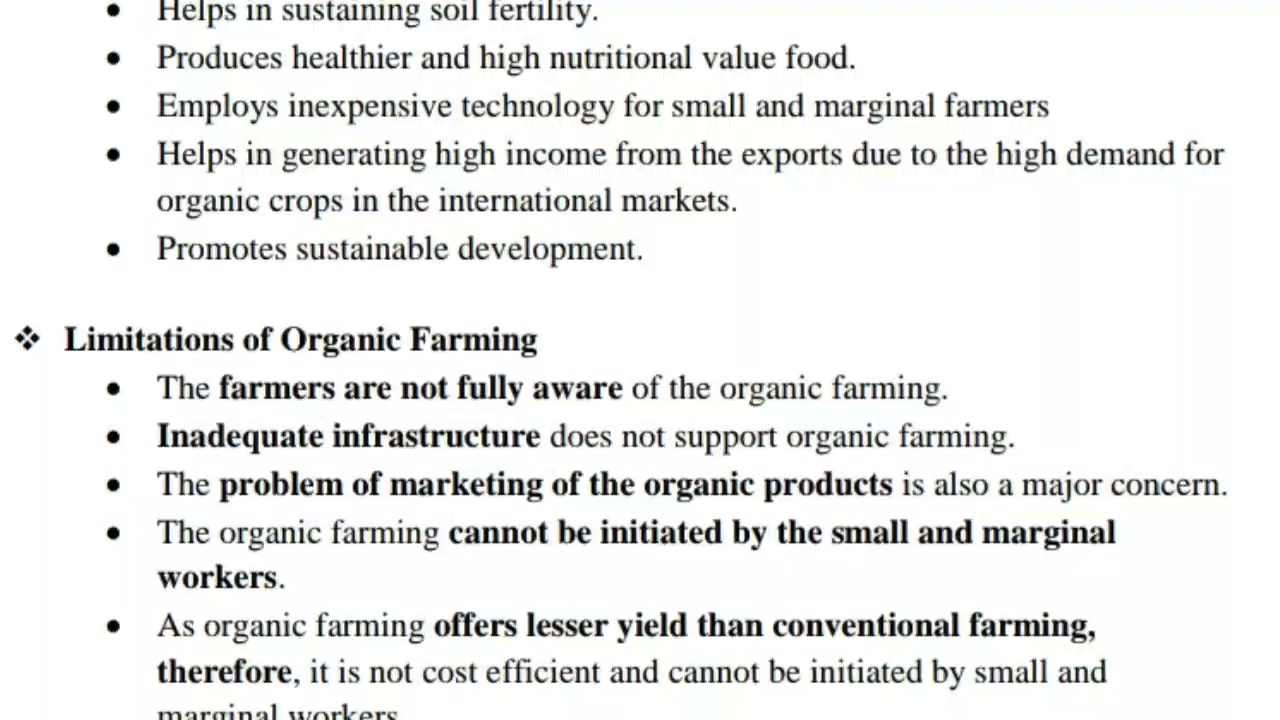 • Helps in sustaining soil fertility.
• Produces healthier and high nutritional value food.
• Employs inexpensive technology for small and marginal farmers
• Helps in generating high income from the exports due to the high demand for
organic crops in the international markets.
• Promotes sustainable development.
❖ Limitations of Organic Farming
• The farmers are not fully aware of the organic farming.
• Inadequate infrastructure does not support organic farming.
• The problem of marketing of the organic products is also a major concern.
• The organic farming cannot be initiated by the small and marginal
workers.
• As organic farming offers lesser yield than conventional farming,
therefore, it is not cost efficient and cannot be initiated by small and
marginal workers.